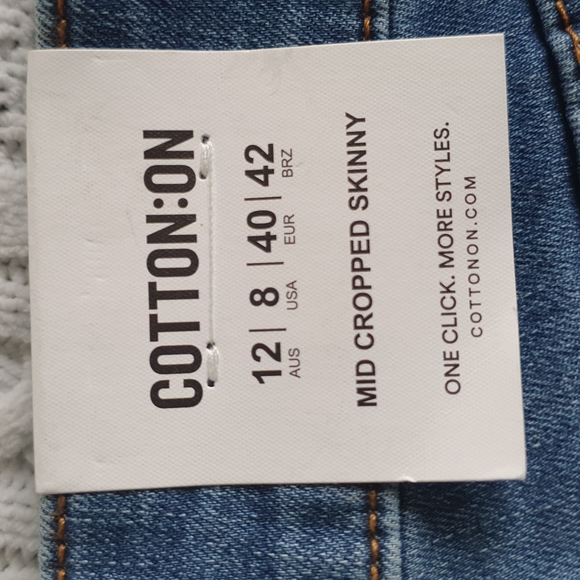 COTTON:ON
12 | 8 | 40 | 42
AUS USA EUR BRZ
MID CROPPED SKINNY
ONE CLICK. MORE STYLES.
COTTONON.COM